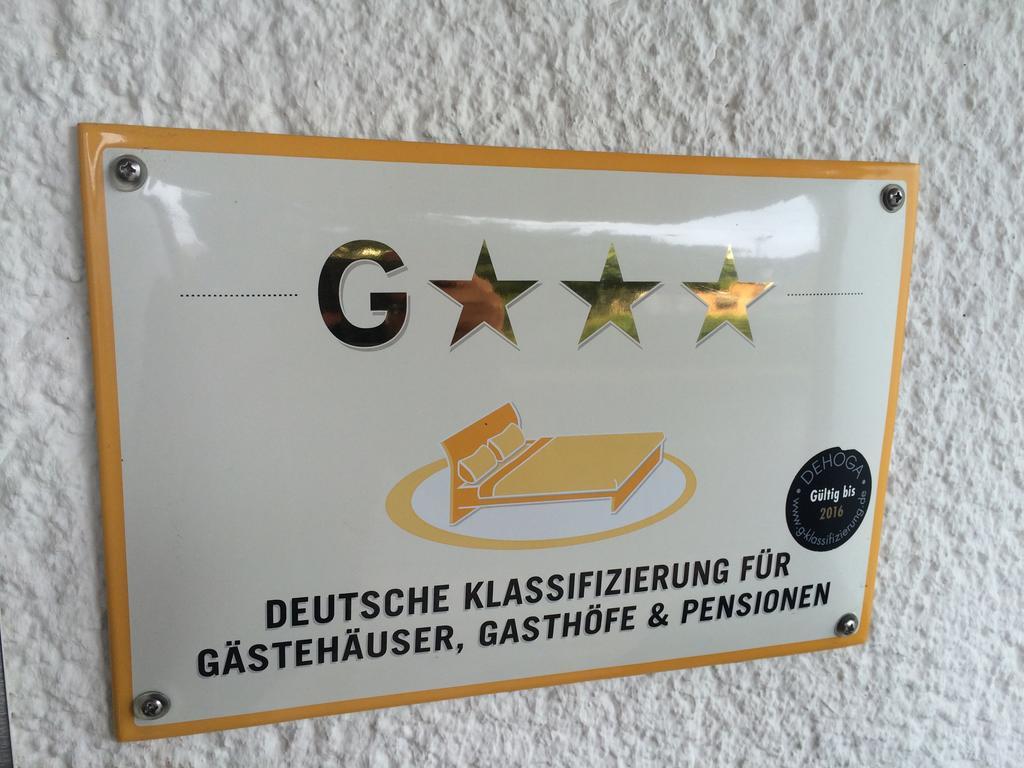 G★★★
DEHOGA
Gültig bis
2016
www.g-klassifizierung.de
DEUTSCHE KLASSIFIZIERUNG FÜR
GÄSTEHÄUSER, GASTHÖFE & PENSIONEN